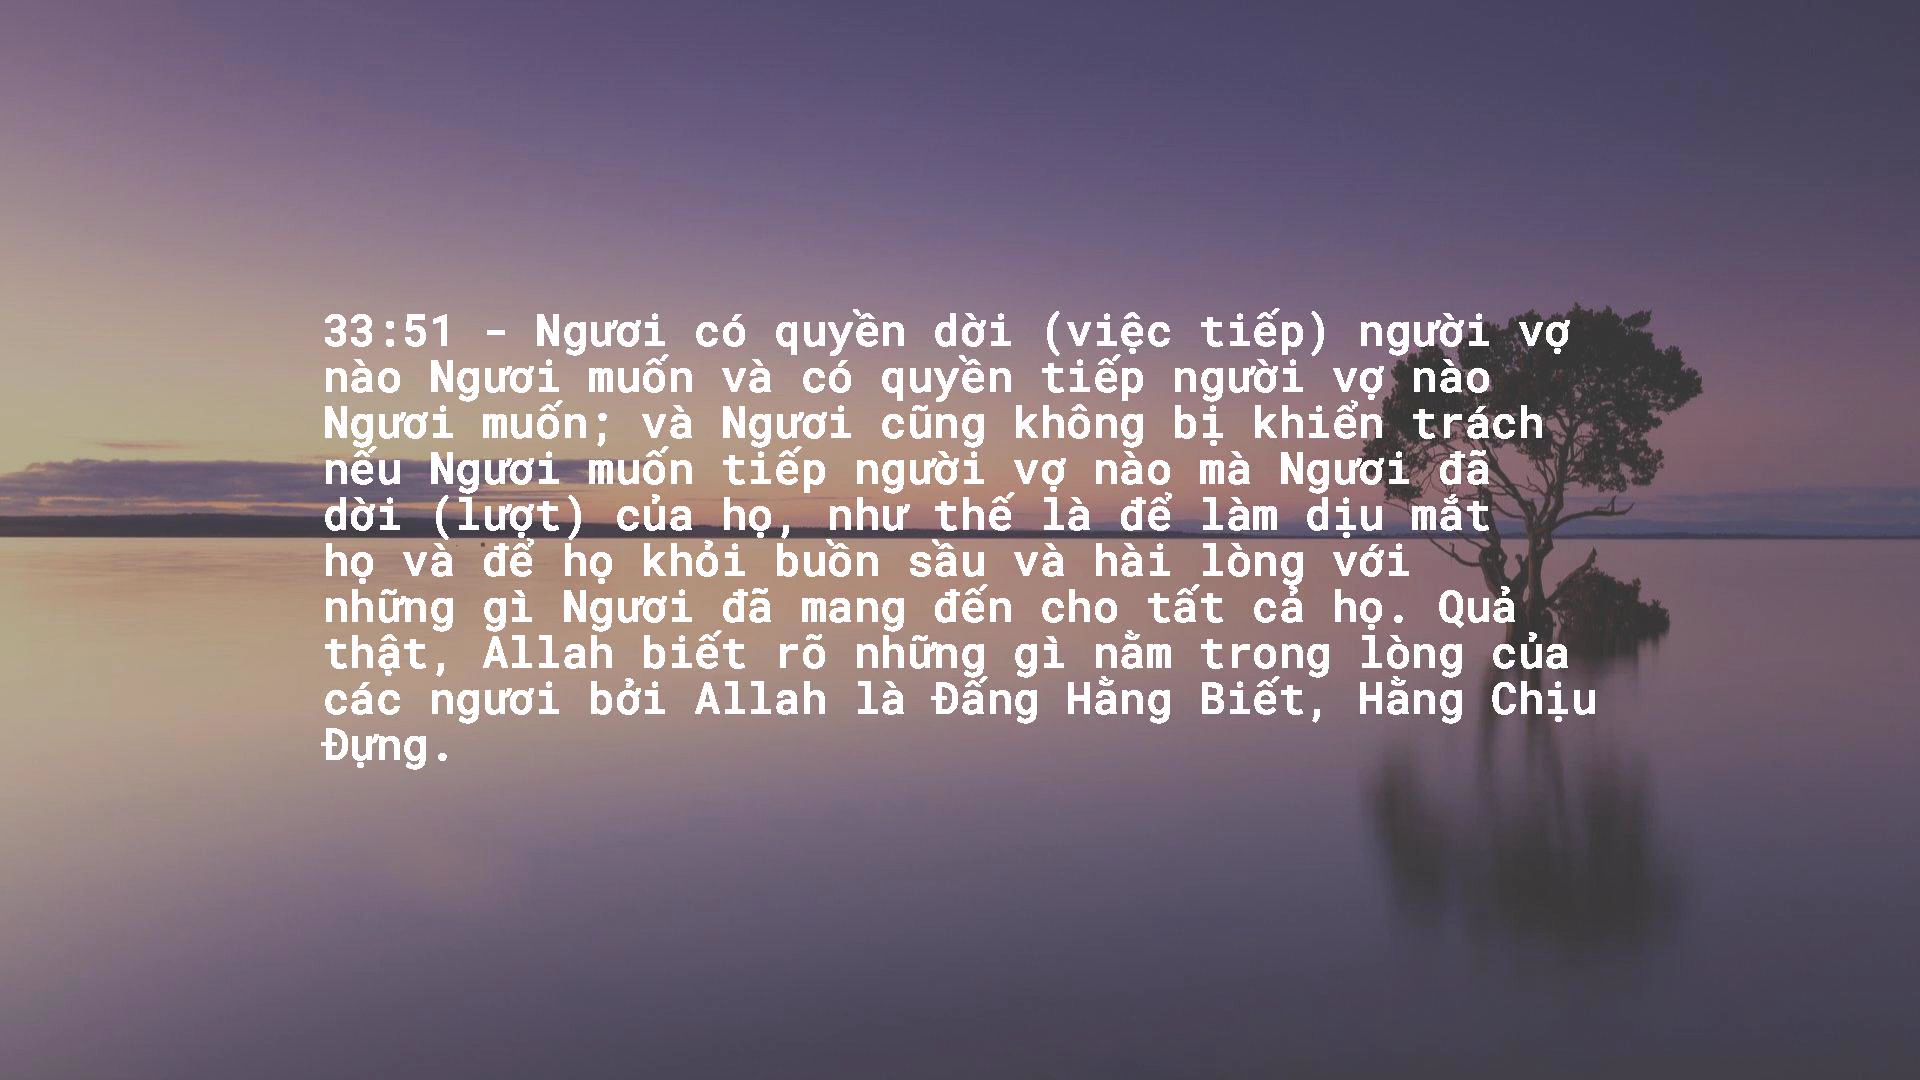 33:51 - Ngươi có quyền dời (việc tiếp) người vợ
nào Ngươi muốn và có quyền tiếp người vợ nào
Ngươi muốn; và Ngươi cũng không bị khiển trách
nếu Ngươi muốn tiếp người vợ nào mà Ngươi đã
dời (lượt) của họ, như thế là để làm dịu mắt
họ và để họ khỏi buồn sầu và hài lòng với
những gì Ngươi đã mang đến cho tất cả họ. Quả
thật, Allah biết rõ những gì nằm trong lòng của
các ngươi bởi Allah là Đấng Hằng Biết, Hằng Chịu
Đựng.